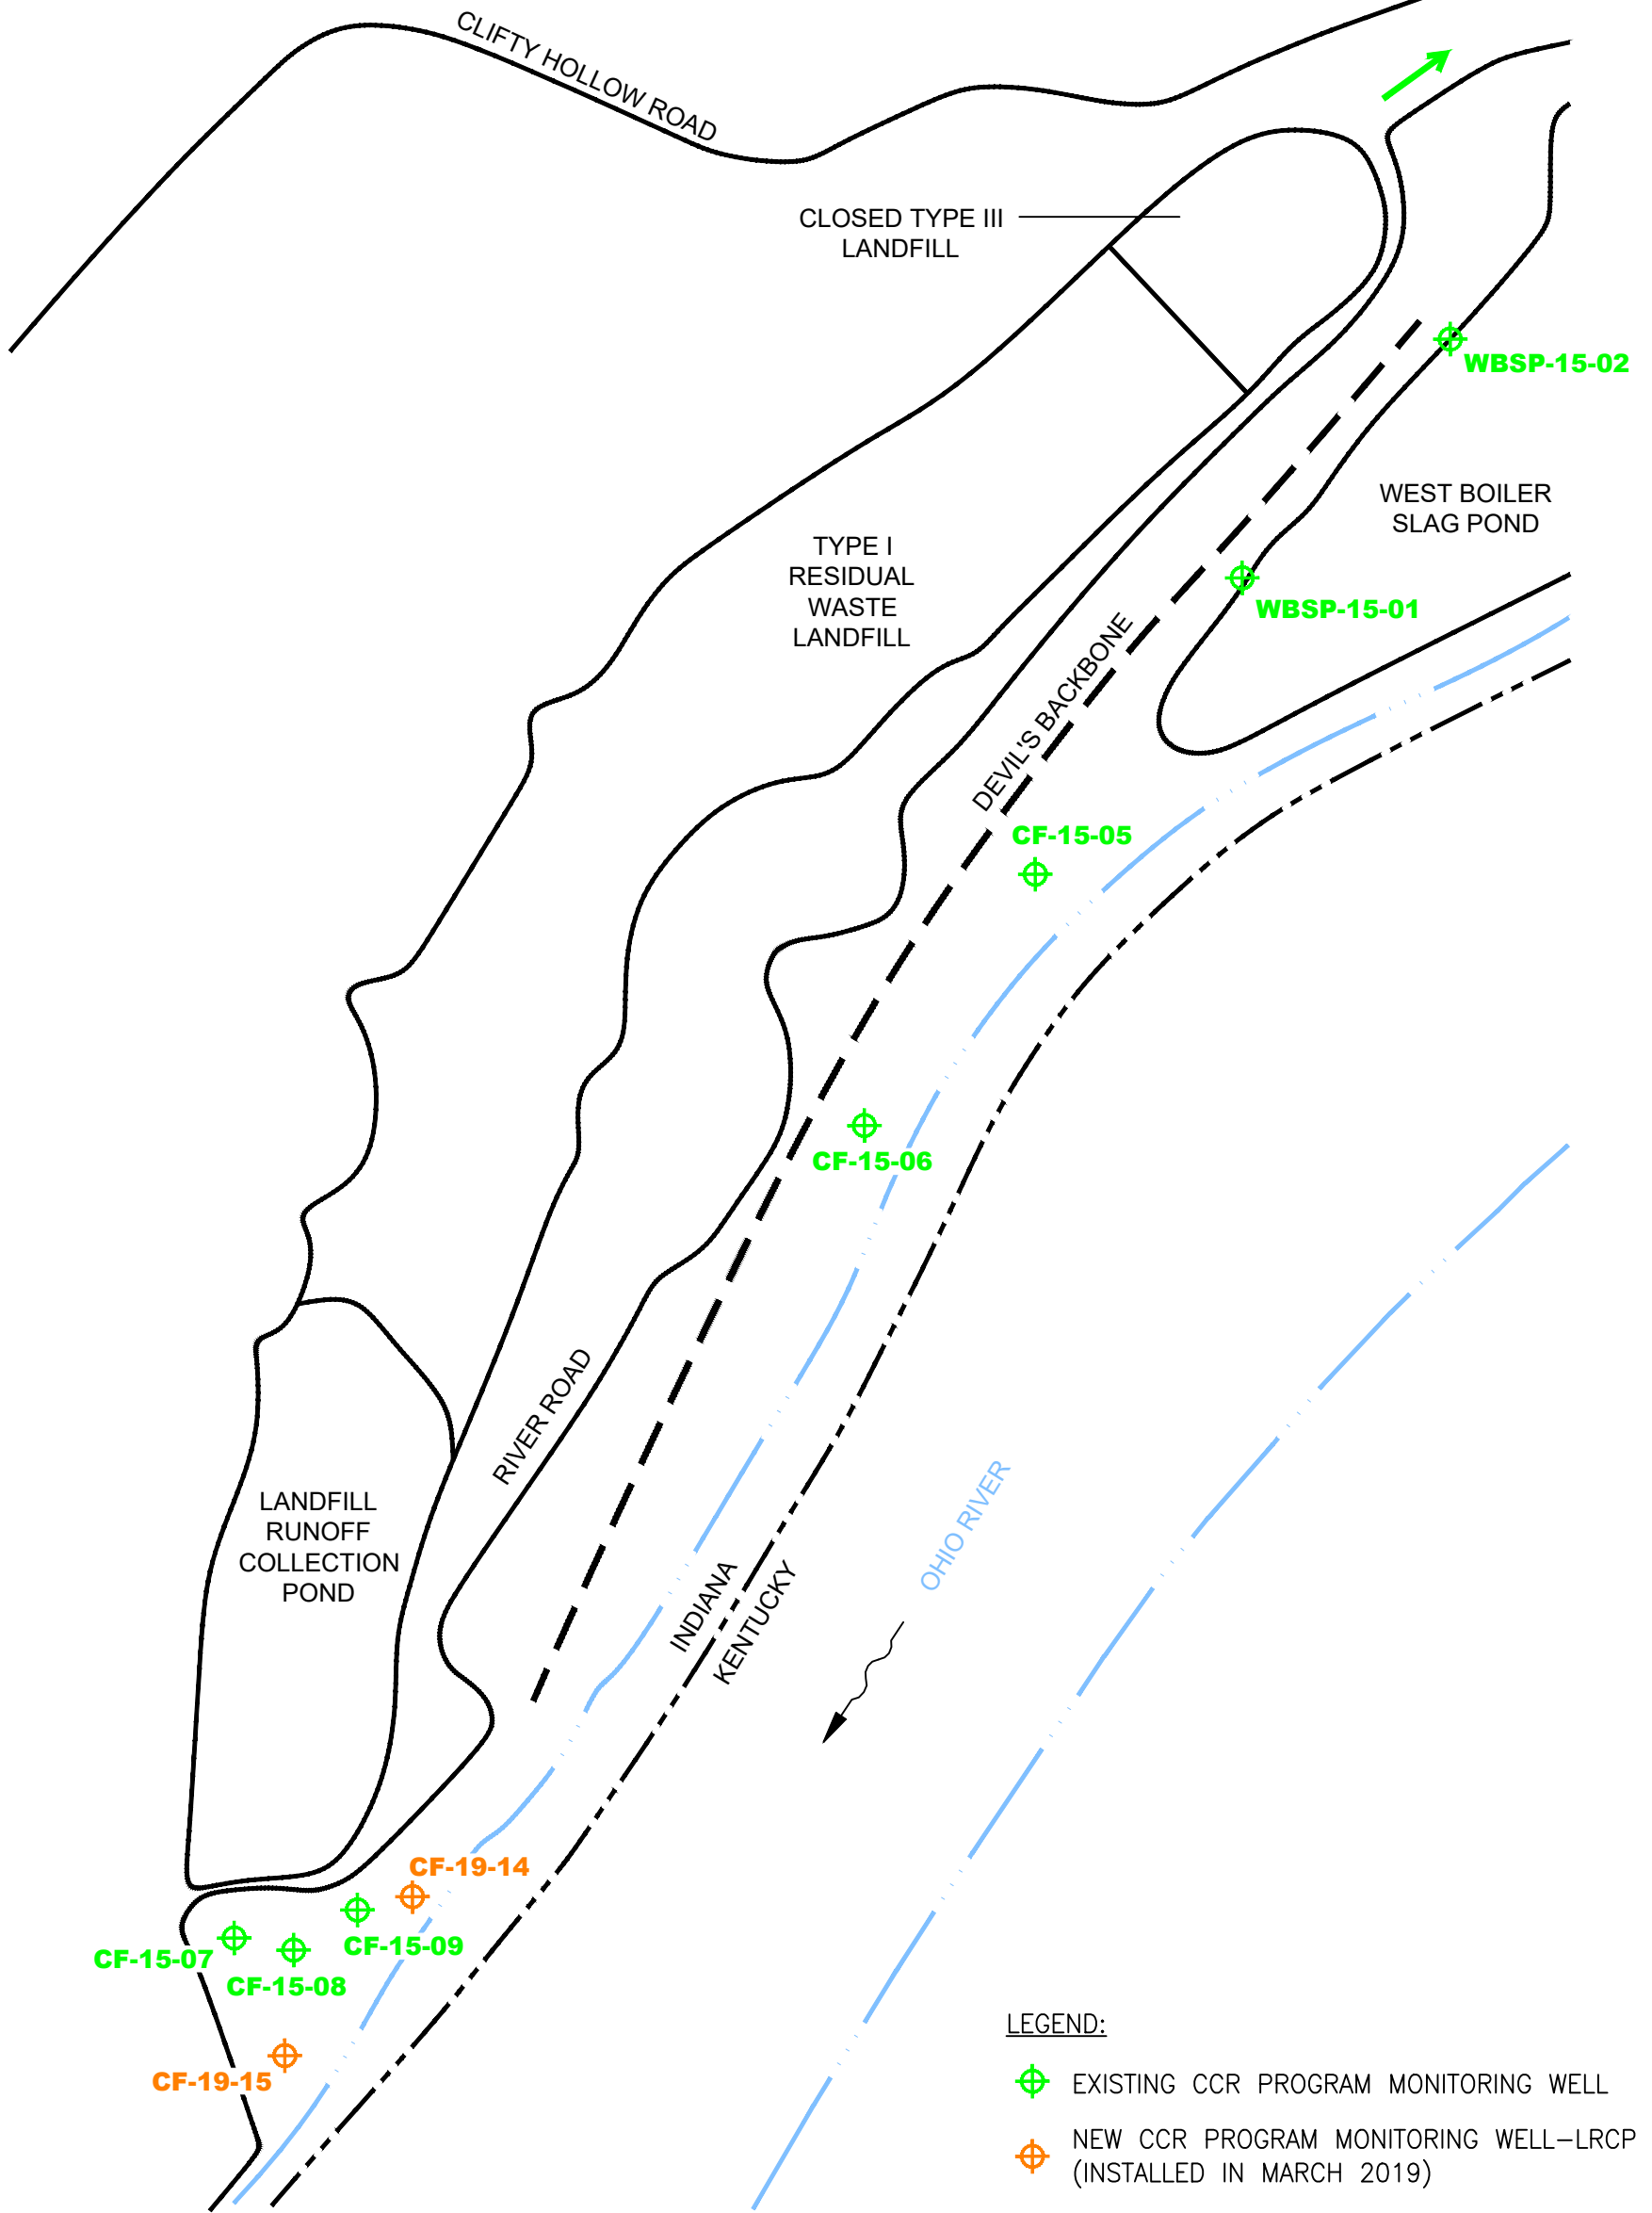 CLIFTY HOLLOW ROAD
CLOSED TYPE III
LANDFILL
WBSP-15-02
WEST BOILER
SLAG POND
TYPE I
RESIDUAL
WASTE
LANDFILL
WBSP-15-01
DEVIL'S BACKBONE
CF-15-05
CF-15-06
RIVER ROAD
LANDFILL
RUNOFF
COLLECTION
POND
OHIO RIVER
INDIANA
KENTUCKY
CF-19-14
CF-15-09
CF-15-07
CF-15-08
CF-19-15
LEGEND:
EXISTING CCR PROGRAM MONITORING WELL
NEW CCR PROGRAM MONITORING WELL-LRCP
(INSTALLED IN MARCH 2019)